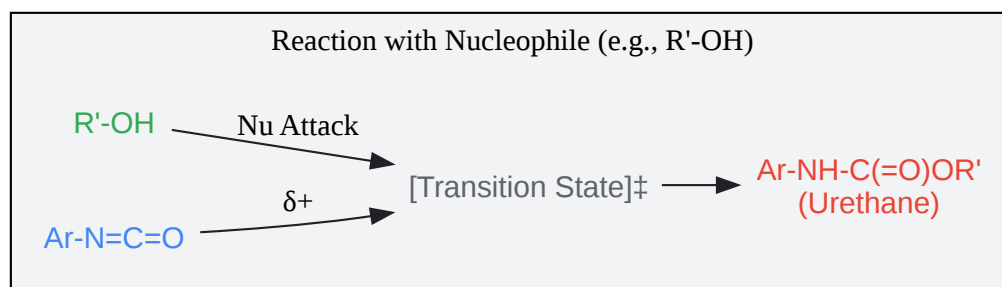 Reaction with Nucleophile (e.g., R'-OH)
R'-OH
Nu Attack
[Transition State]‡
δ+
Ar-N=C=O
Ar-NH-C(=O)OR'
(Urethane)